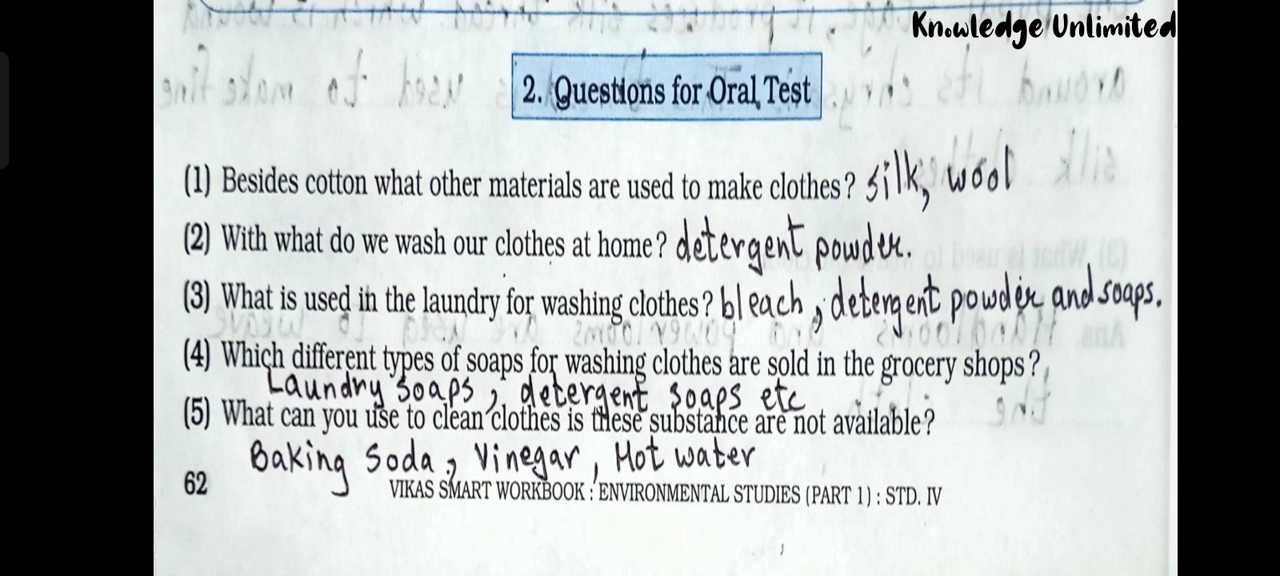 Knowledge Unlimited
2. Questions for Oral Test
(1) Besides cotton what other materials are used to make clothes? silk, wool
(2) With what do we wash our clothes at home? detergent powder.
(3) What is used in the laundry for washing clothes? bleach, detergent powder and soaps.
(4) Which different types of soaps for washing clothes are sold in the grocery shops?
Laundry soaps, detergent soaps etc
(5) What can you use to clean clothes is these substance are not available?
Baking Soda, Vinegar, Hot water
62
VIKAS SMART WORKBOOK : ENVIRONMENTAL STUDIES (PART 1) : STD. IV